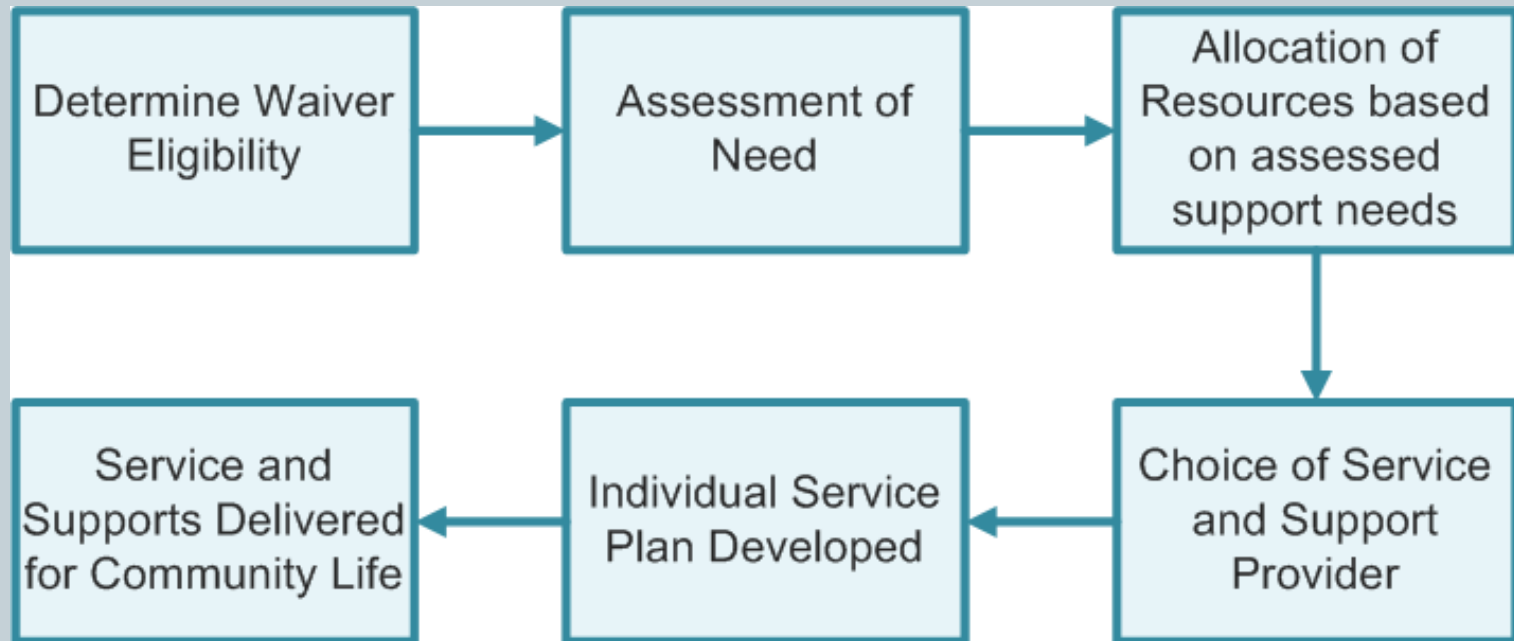 Determine Waiver
Eligibility
Assessment of
Need
Allocation of
Resources based
on assessed
support needs
Choice of Service
and Support
Provider
Individual Service
Plan Developed
Service and
Supports Delivered
for Community Life